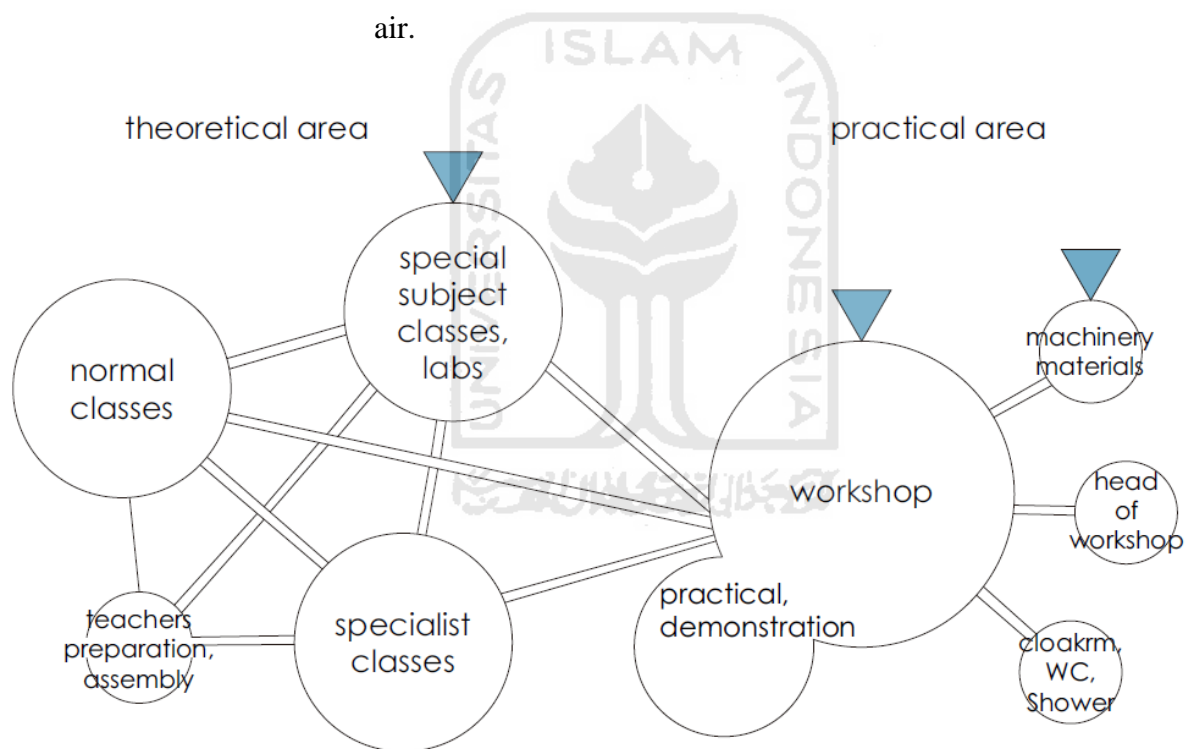 air.
UNIVERSITAS
ISLAM
INDONESIA
theoretical area
practical area
special
subject
classes,
labs
normal
classes
machinery
materials
workshop
head
of
workshop
practical,
demonstration
teachers
preparation,
assembly
specialist
classes
cloakrm,
WC,
Shower